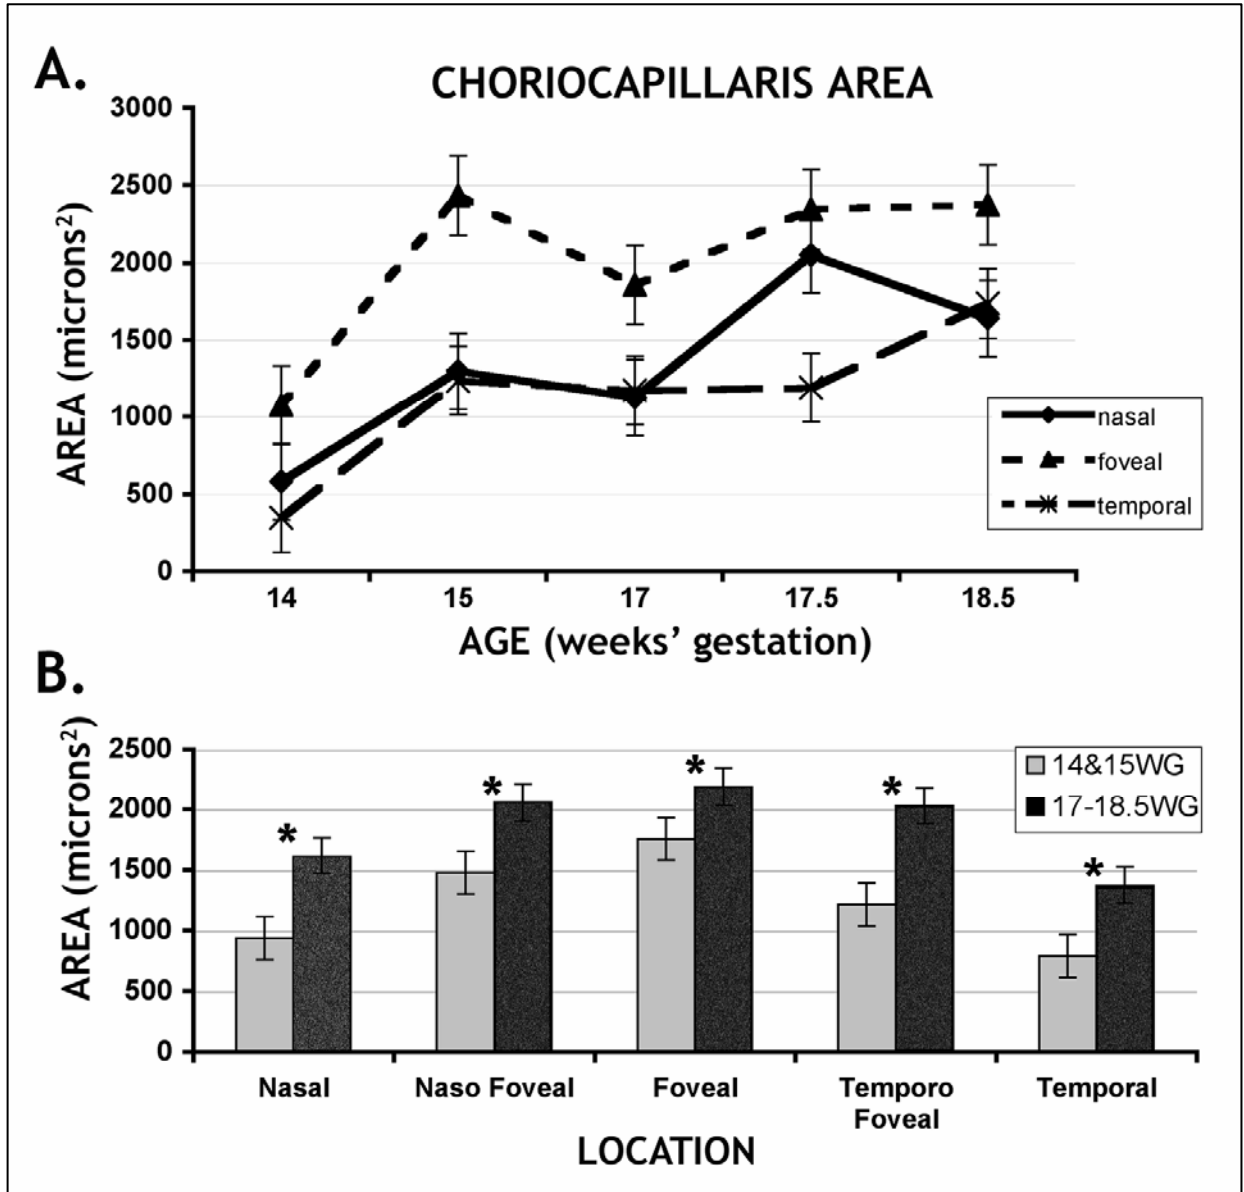 A.
CHORIOCAPILLARIS AREA
AREA (microns²)
3000
2500
2000
1500
1000
500
0
14 15 17 17.5 18.5
AGE (weeks' gestation)
nasal
foveal
temporal
B.
AREA (microns²)
2500
2000
1500
1000
500
0
* * * * *
14&15WG
17-18.5WG
Nasal Naso Foveal Foveal Temporo Temporal
Foveal
LOCATION